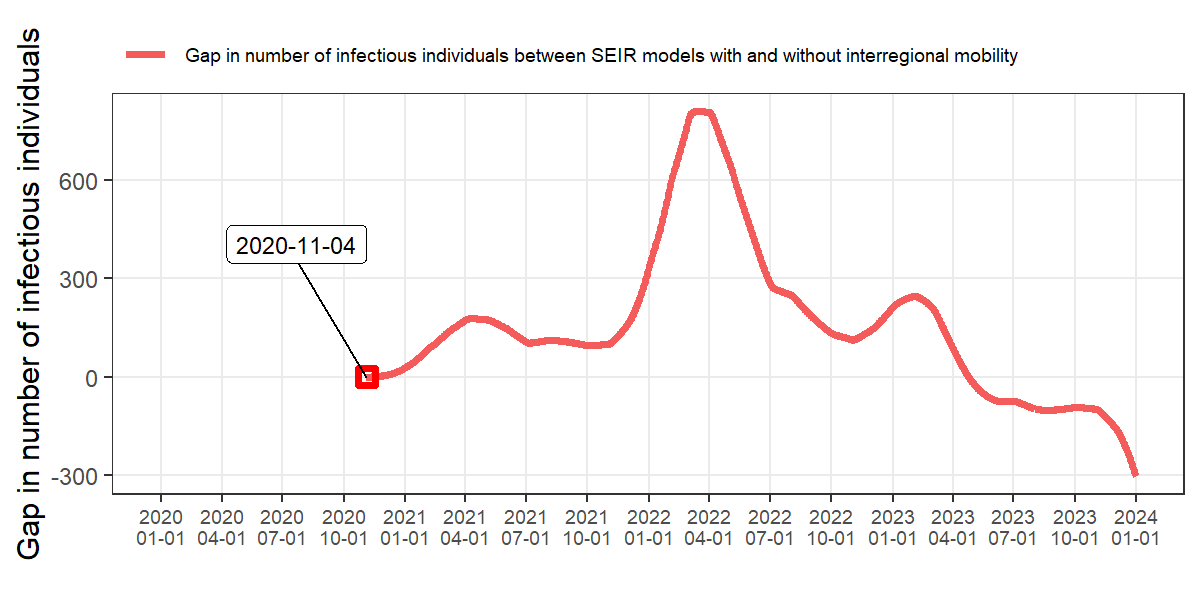 Gap in number of infectious individuals between SEIR models with and without interregional mobility
Gap in number of infectious individuals
600
300
0
-300
2020-11-04
2020 2020 2020 2020 2021 2021 2021 2021 2022 2022 2022 2022 2023 2023 2023 2023 2024
01-01 04-01 07-01 10-01 01-01 04-01 07-01 10-01 01-01 04-01 07-01 10-01 01-01 04-01 07-01 10-01 01-01